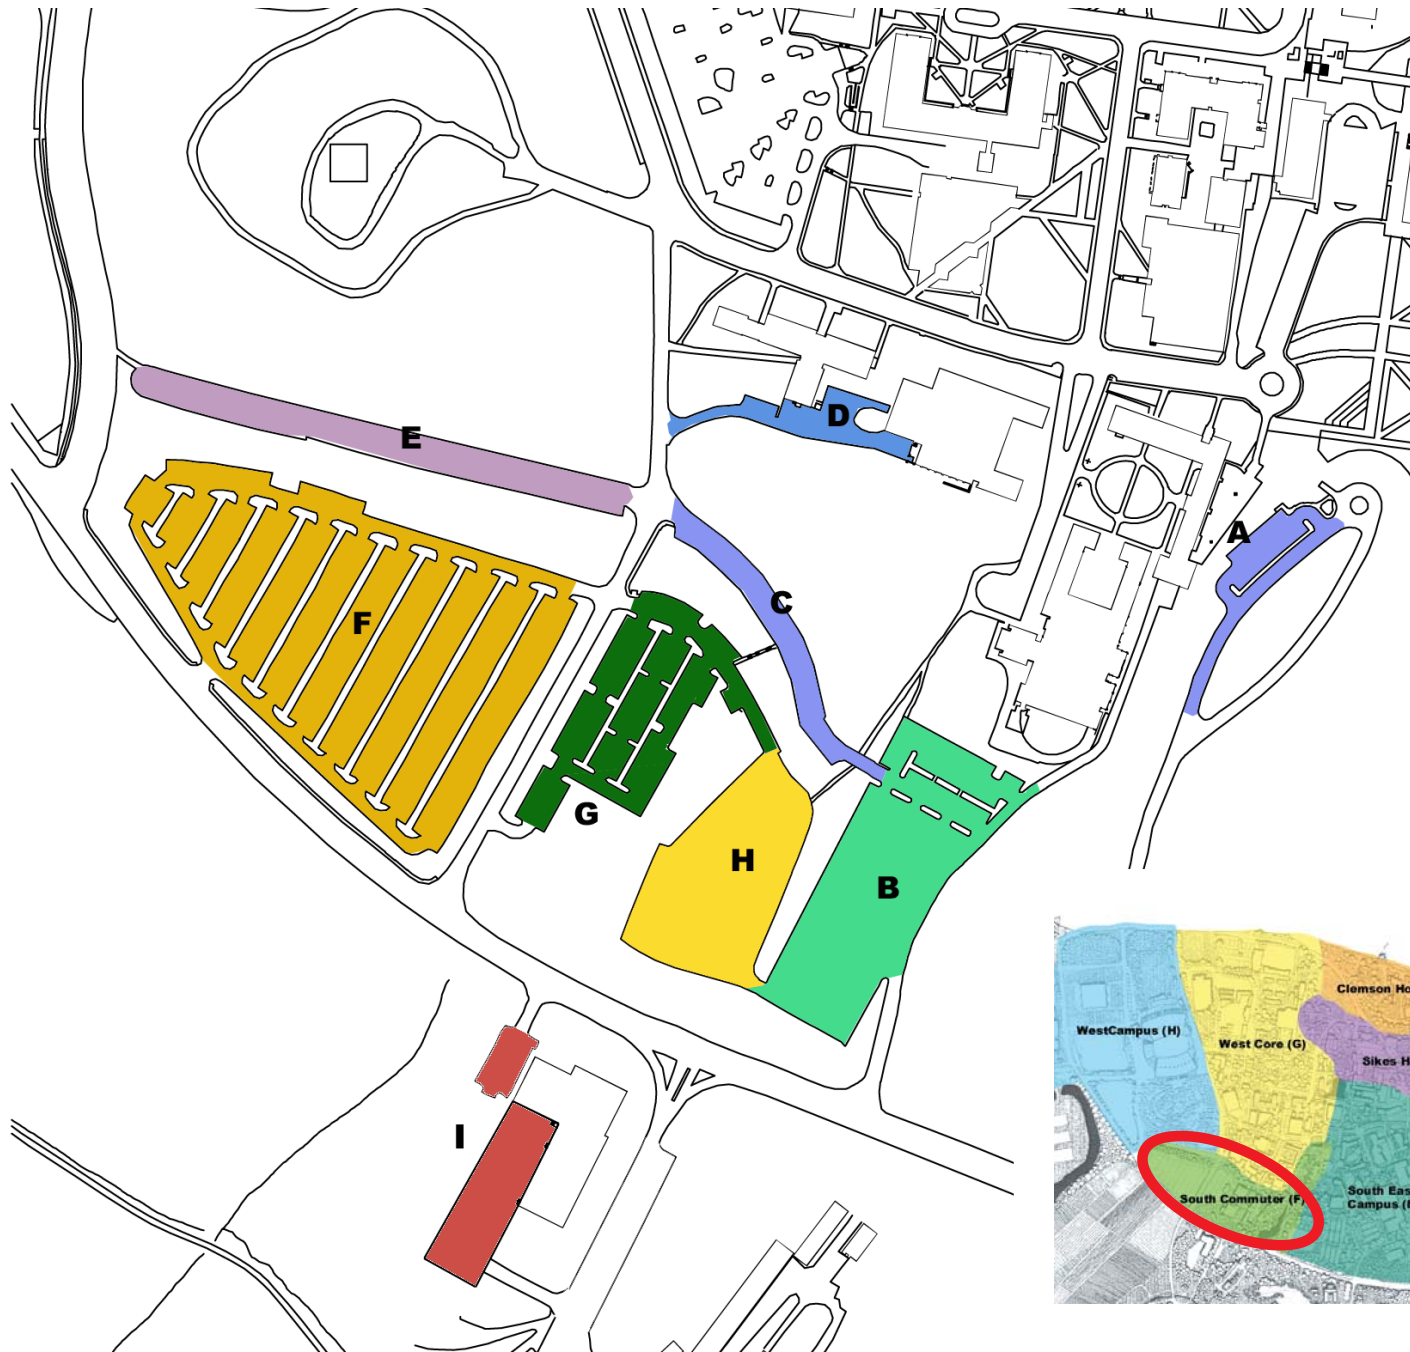 D
E
A
C
F
G
H
B
I
Clemson Ho
WestCampus (H)
West Core (G)
Sikes H
South Commuter (F)
South Eas
Campus (